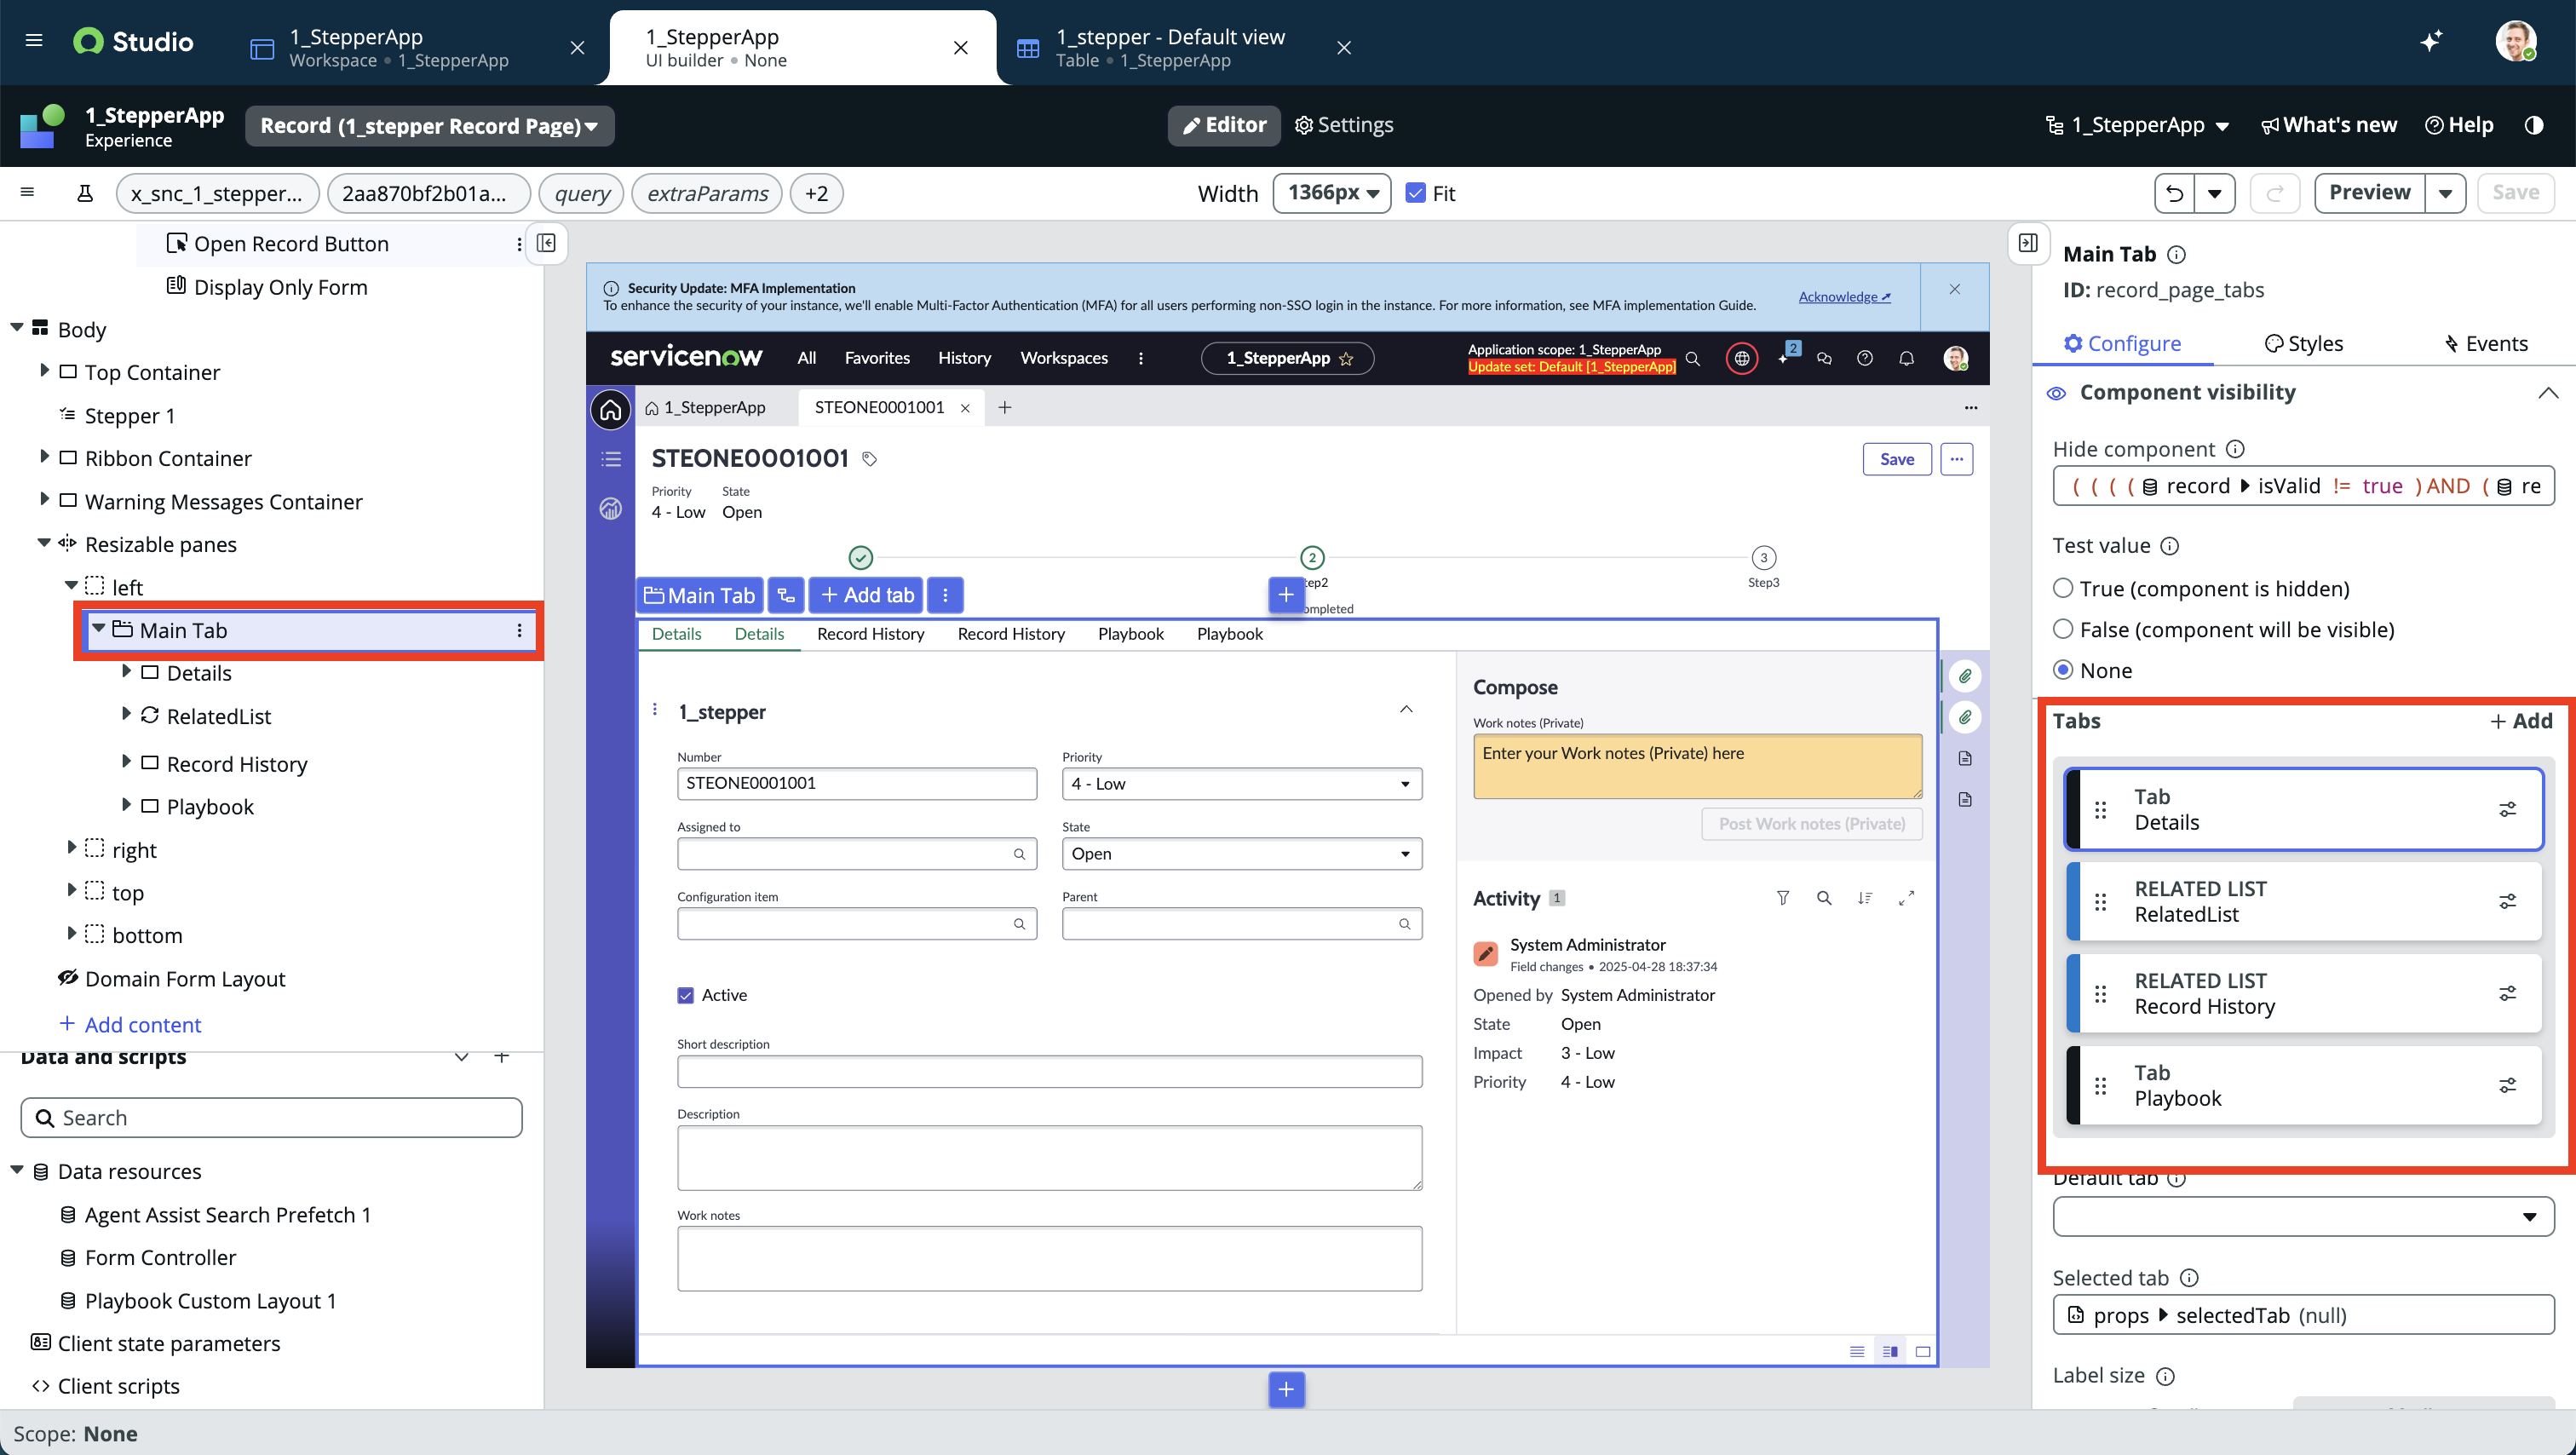 Studio
1_StepperApp
Workspace • 1_StepperApp
1_StepperApp
UI builder • None
1_stepper - Default view
Table • 1_StepperApp
1_StepperApp
Experience
Record (1_stepper Record Page)
Editor
Settings
1_StepperApp
What's new
Help
x_snc_1_stepper...
2aa870bf2b01a...
query
extraParams
+2
Width
1366px
Fit
Preview
Save
Open Record Button
Display Only Form
Body
Top Container
Stepper 1
Ribbon Container
Warning Messages Container
Resizable panes
left
Main Tab
Details
RelatedList
Record History
Playbook
right
top
bottom
Domain Form Layout
Add content
Data and scripts
Search
Data resources
Agent Assist Search Prefetch 1
Form Controller
Playbook Custom Layout 1
Client state parameters
Client scripts
Scope: None
Security Update: MFA Implementation
To enhance the security of your instance, we'll enable Multi-Factor Authentication (MFA) for all users performing non-SSO login in the instance. For more information, see MFA implementation Guide.
Acknowledge
servicenow
All
Favorites
History
Workspaces
1_StepperApp
Application scope: 1_StepperApp
Update set: Default [1_StepperApp]
2
1_StepperApp
STEONE0001001
STEONE0001001
Save
Priority
State
4 - Low
Open
2
3
tep2
Step3
ompleted
Main Tab
Add tab
Details
Details
Record History
Record History
Playbook
Playbook
1_stepper
Number
STEONE0001001
Priority
4 - Low
Assigned to
State
Open
Configuration item
Parent
Active
Short description
Description
Work notes
Compose
Work notes (Private)
Enter your Work notes (Private) here
Post Work notes (Private)
Activity 1
System Administrator
Field changes • 2025-04-28 18:37:34
Opened by System Administrator
State Open
Impact 3 - Low
Priority 4 - Low
Main Tab
ID: record_page_tabs
Configure
Styles
Events
Component visibility
Hide component
( ( ( ( record isValid != true ) AND ( re
Test value
True (component is hidden)
False (component will be visible)
None
Tabs
Add
Tab
Details
RELATED LIST
RelatedList
RELATED LIST
Record History
Tab
Playbook
Default tab
Selected tab
props selectedTab (null)
Label size